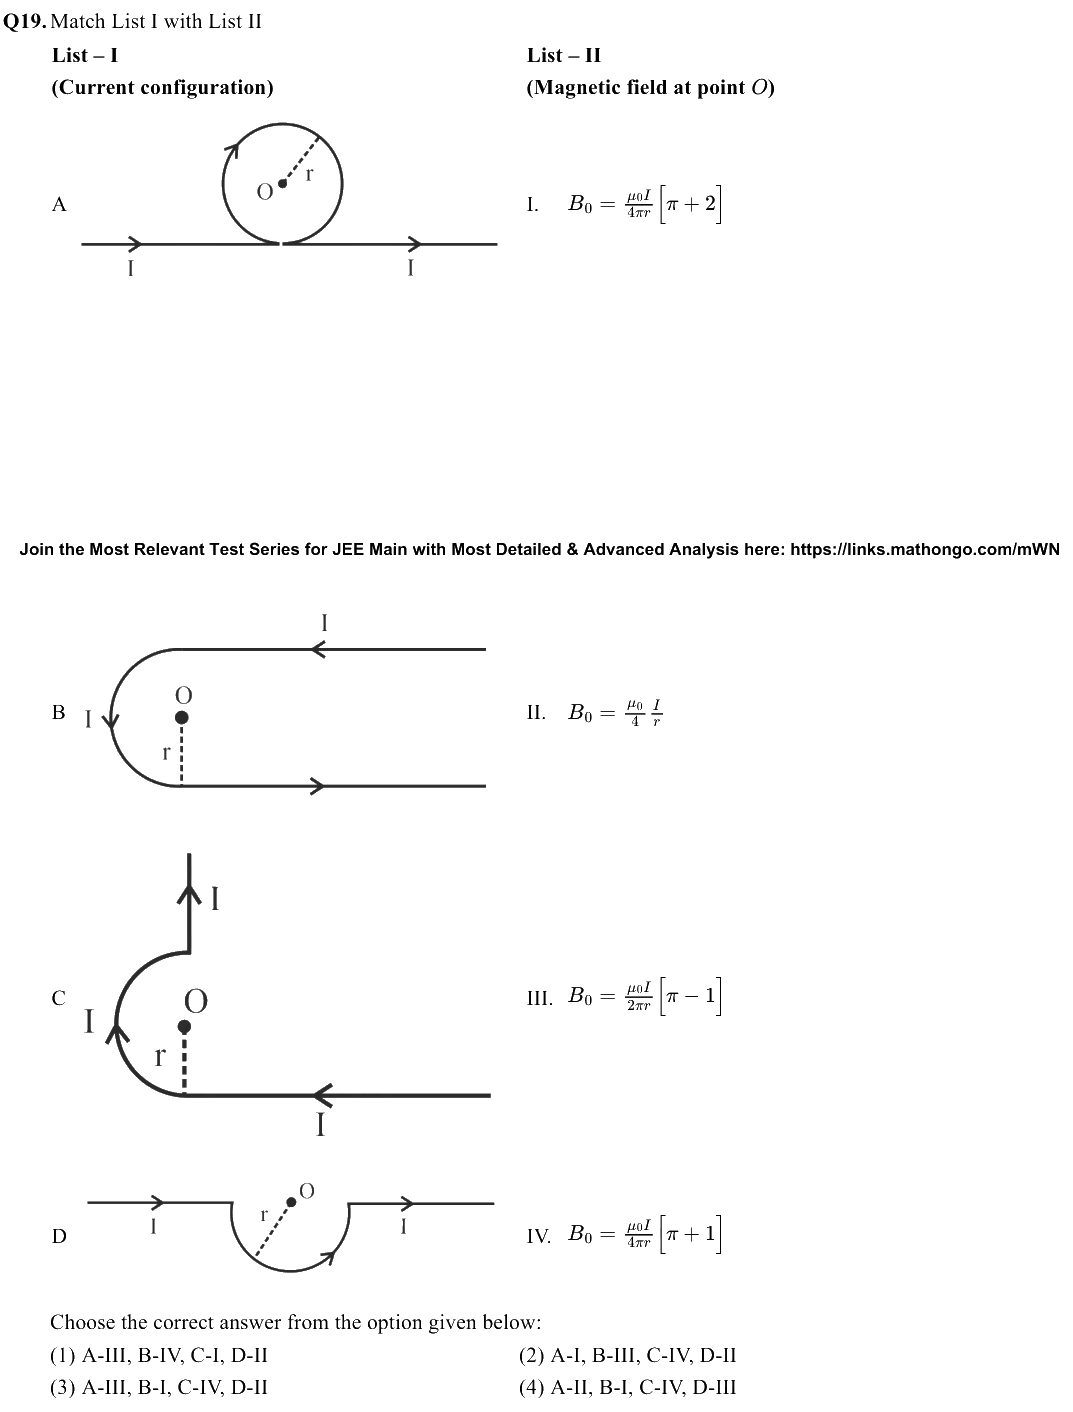 Q19. Match List I with List II
List – I List – II
(Current configuration) (Magnetic field at point O)
O r
A I. B₀ = μ₀I/4πr [π + 2]
I I
Join the Most Relevant Test Series for JEE Main with Most Detailed & Advanced Analysis here: https://links.mathongo.com/mWN
I
O
B I II. B₀ = μ₀/4 I/r
r
I
O
C III. B₀ = μ₀I/2πr [π − 1]
I
r
I
O
r
I I
D IV. B₀ = μ₀I/4πr [π + 1]
Choose the correct answer from the option given below:
(1) A-III, B-IV, C-I, D-II (2) A-I, B-III, C-IV, D-II
(3) A-III, B-I, C-IV, D-II (4) A-II, B-I, C-IV, D-III